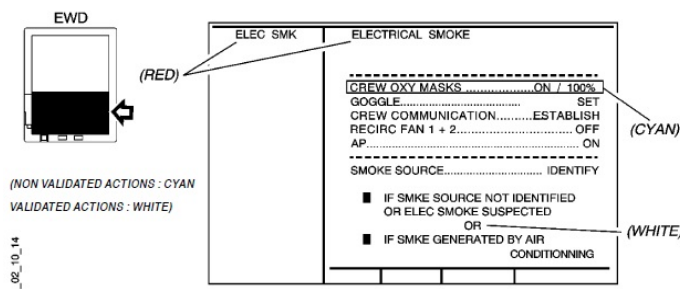 EWD
ELEC SMK
ELECTRICAL SMOKE
(RED)
CREW OXY MASKS ..................ON / 100%
GOGGLE................................ SET
CREW COMMUNICATION..........ESTABLISH
RECIRC FAN 1 + 2............................... OFF
AP.......................................................... ON
(CYAN)
SMOKE SOURCE......................... IDENTIFY
IF SMKE SOURCE NOT IDENTIFIED
OR ELEC SMOKE SUSPECTED
OR
IF SMKE GENERATED BY AIR
CONDITIONNING
(WHITE)
(NON VALIDATED ACTIONS : CYAN
VALIDATED ACTIONS : WHITE)
_02_10_14